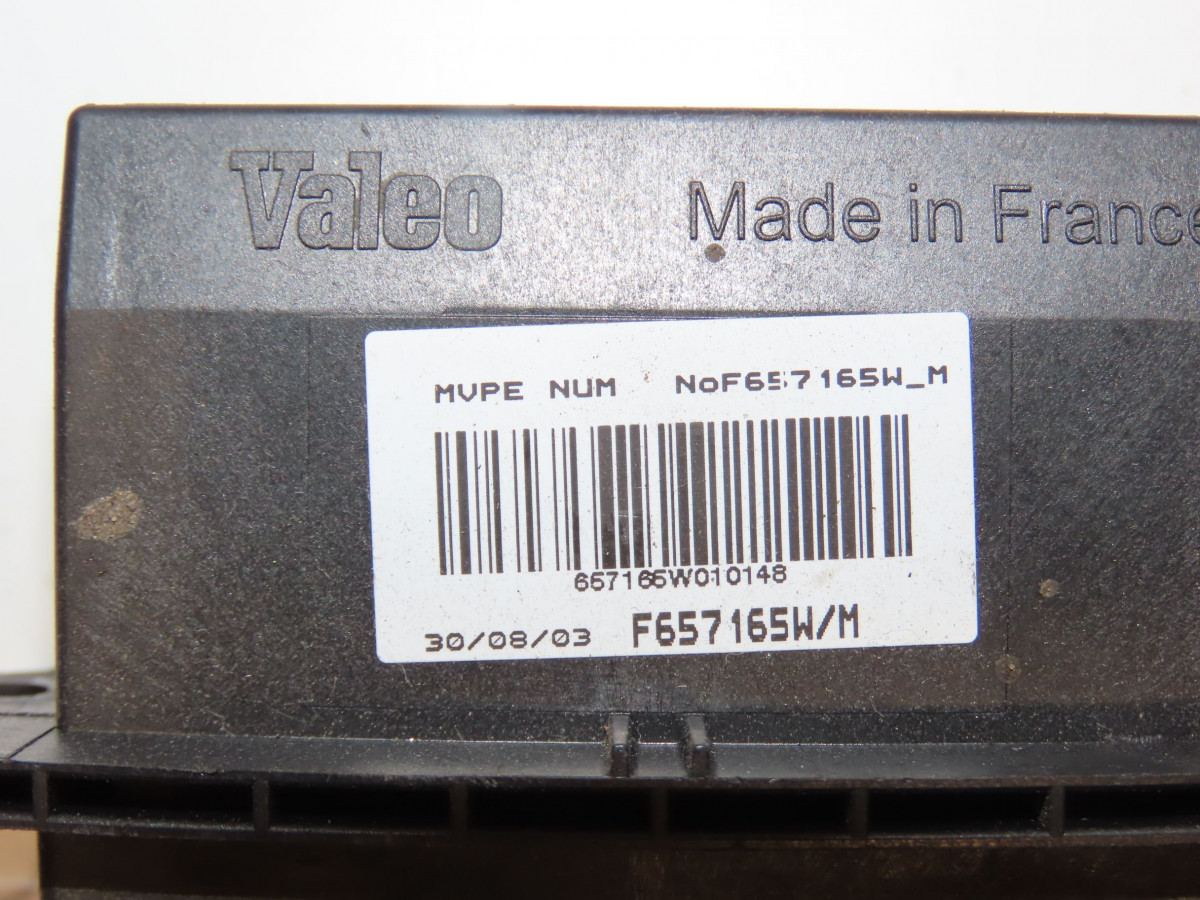 Valeo
Made in France
MVPE NUM NoF657165W_M
657165W010148
30/08/03 F657165W/M